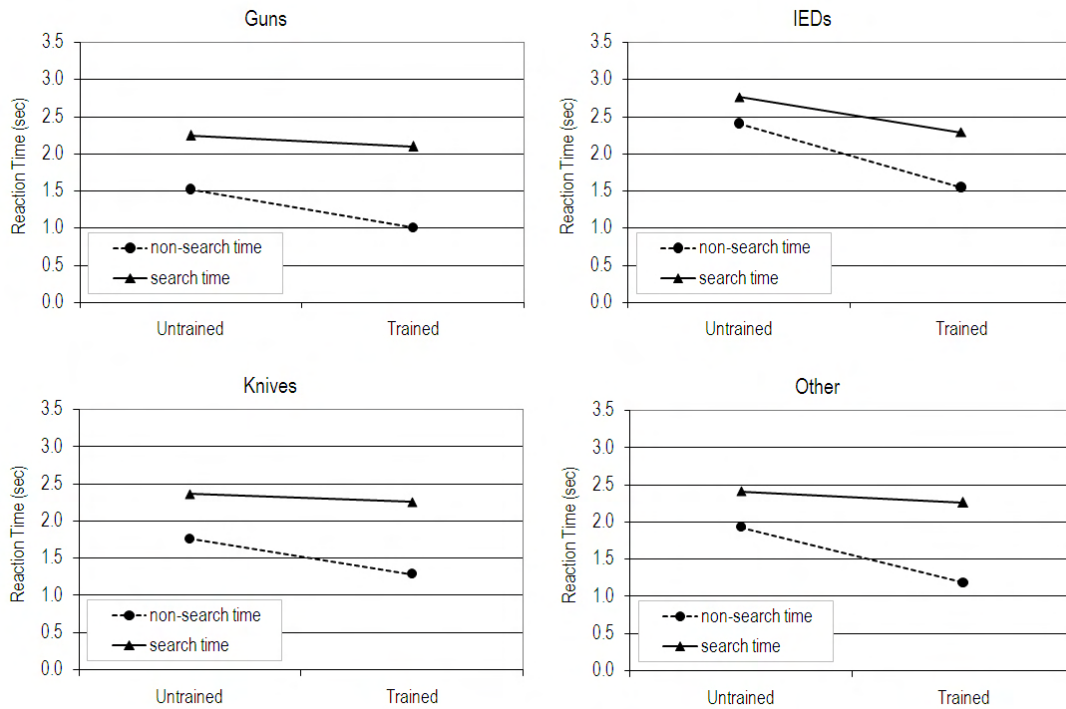 Guns
Reaction Time (sec)
3.5
3.0
2.5
2.0
1.5
1.0
0.5
0.0
non-search time
search time
Untrained Trained
IEDs
Reaction Time (sec)
3.5
3.0
2.5
2.0
1.5
1.0
0.5
0.0
non-search time
search time
Untrained Trained
Knives
Reaction Time (sec)
3.5
3.0
2.5
2.0
1.5
1.0
0.5
0.0
non-search time
search time
Untrained Trained
Other
Reaction Time (sec)
3.5
3.0
2.5
2.0
1.5
1.0
0.5
0.0
non-search time
search time
Untrained Trained